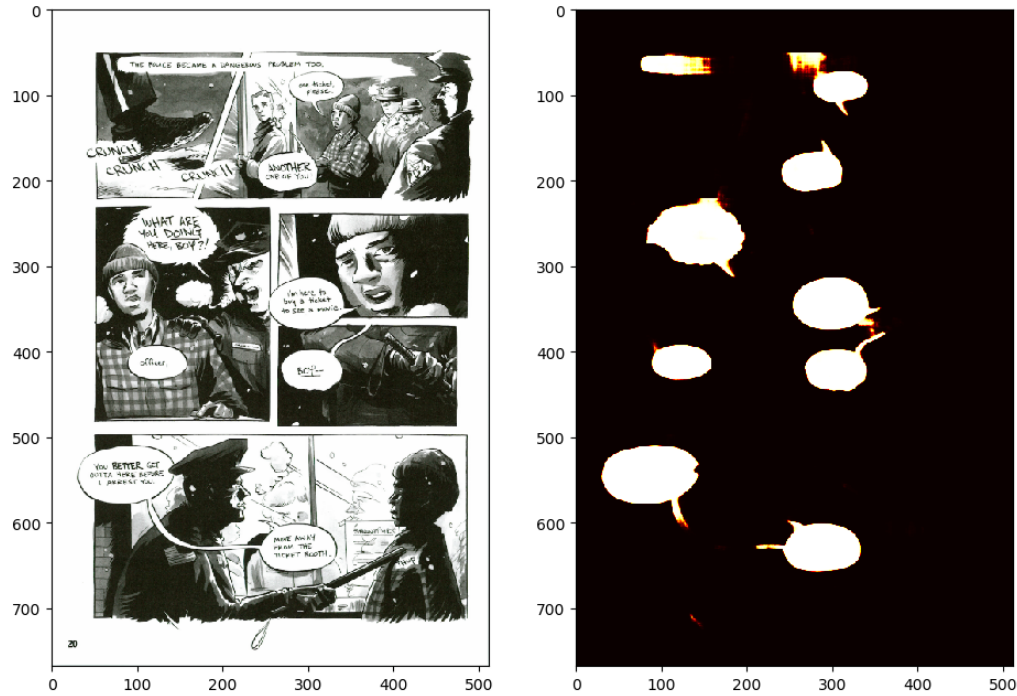 0
100
200
300
400
500
600
700
THE POLICE BECAME A DANGEROUS PROBLEM TOO.
one ticket,
please.
CRUNCH
CRUNCH
CRUNCH
ANOTHER
ONE OF YOU.
WHAT ARE
YOU DOING
HERE, BOY?!
officer.
I'm here to
buy a ticket
to see a movie.
BOY—
YOU BETTER GET
OUTTA HERE BEFORE
I ARREST YOU.
MOVE AWAY
FROM THE
TICKET BOOTH.
20
0 100 200 300 400 500
0
100
200
300
400
500
600
700
0 100 200 300 400 500